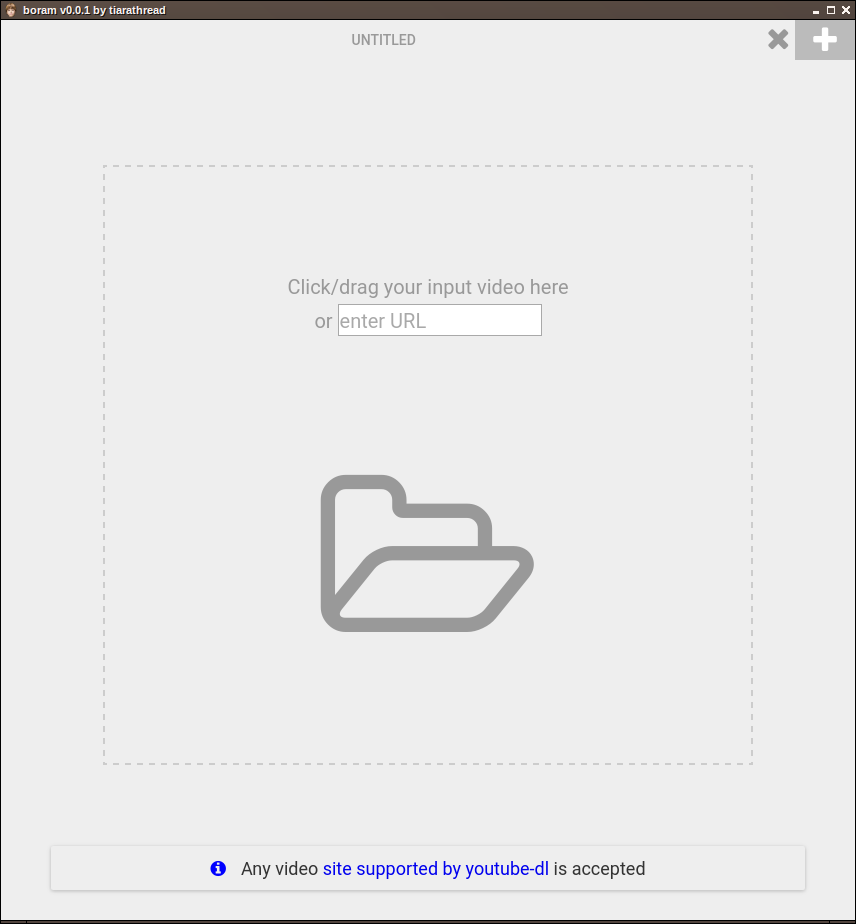 boram v0.0.1 by tiarathread
UNTITLED
Click/drag your input video here
or enter URL
Any video site supported by youtube-dl is accepted